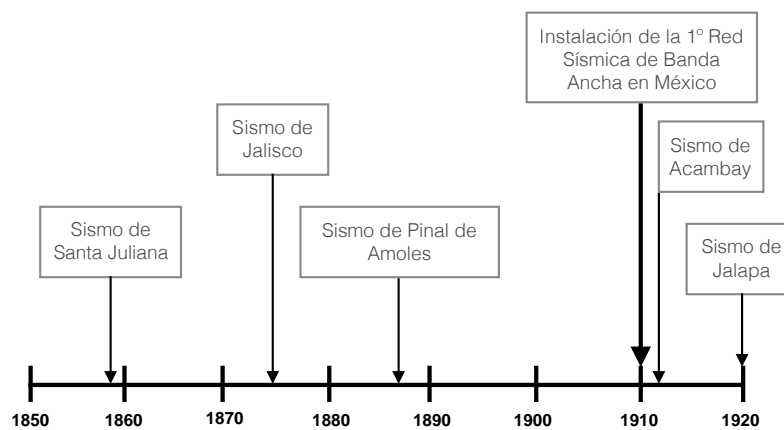 Instalación de la 1º Red
Sísmica de Banda
Ancha en México
Sismo de
Jalisco
Sismo de
Acambay
Sismo de
Santa Juliana
Sismo de Pinal de
Amoles
Sismo de
Jalapa
1850 1860 1870 1880 1890 1900 1910 1920